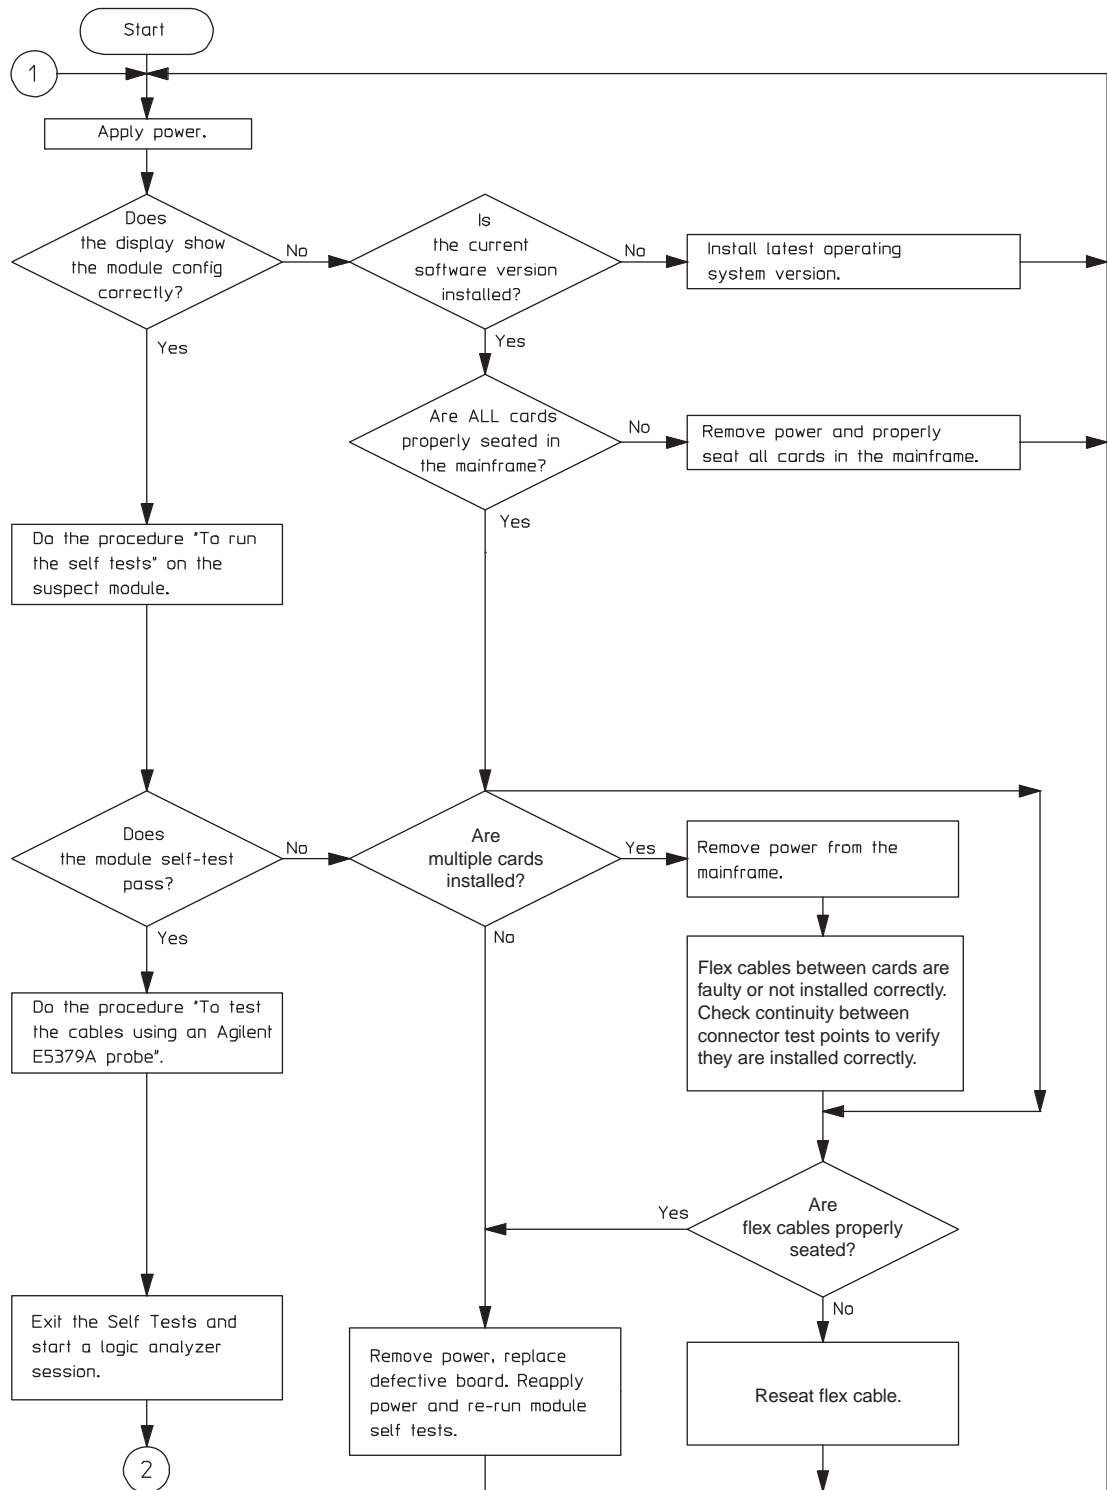 Start
1
Apply power.
Does
the display show
the module config
correctly?
No
Is
the current
software version
installed?
No
Install latest operating
system version.
Yes
Yes
Are ALL cards
properly seated in
the mainframe?
No
Remove power and properly
seat all cards in the mainframe.
Yes
Do the procedure "To run
the self tests" on the
suspect module.
Does
the module self-test
pass?
No
Are
multiple cards
installed?
Yes
Remove power from the
mainframe.
Yes
No
Flex cables between cards are
faulty or not installed correctly.
Check continuity between
connector test points to verify
they are installed correctly.
Do the procedure "To test
the cables using an Agilent
E5379A probe".
Are
flex cables properly
seated?
Yes
No
Exit the Self Tests and
start a logic analyzer
session.
Remove power, replace
defective board. Reapply
power and re-run module
self tests.
Reseat flex cable.
2